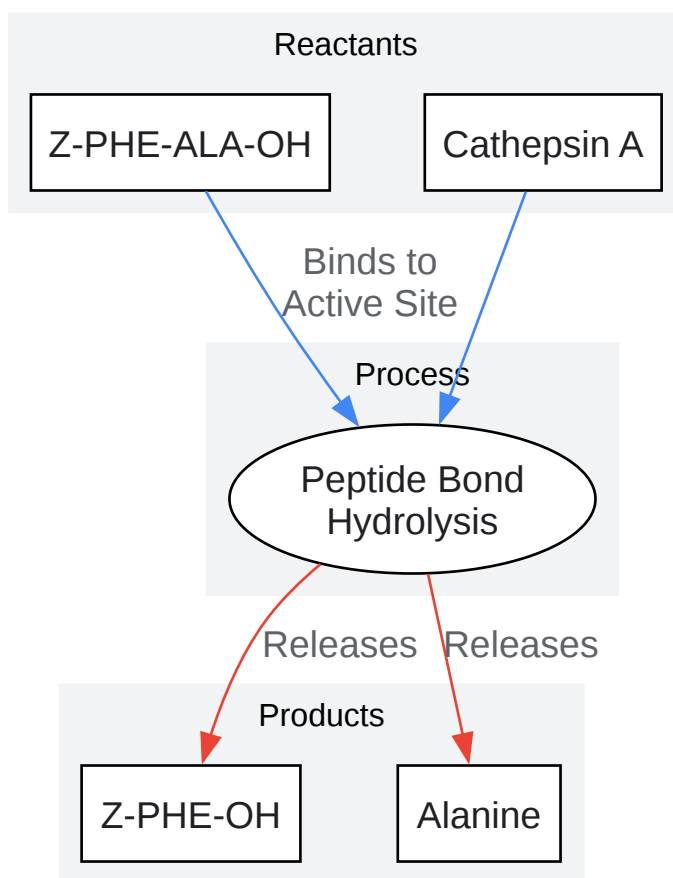 Reactants
Z-PHE-ALA-OH
Cathepsin A
Binds to
Active Site
Process
Peptide Bond
Hydrolysis
Releases
Releases
Products
Z-PHE-OH
Alanine